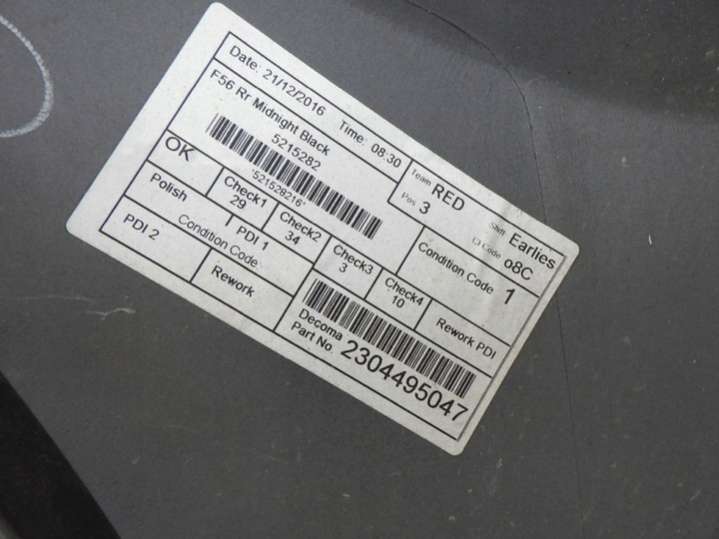 Date: 21/12/2016 Time: 08:30
Team RED
Shift Earlies
F56 Rr Midnight Black
5215282
Pos 3
CI Code o8C
*521528216*
OK
Check1 29
Check2 34
Check3 3
Check4 10
Condition Code 1
Polish
PDI 1
Condition Code
PDI 2
Rework
Rework PDI
Decoma
Part No 2304495047